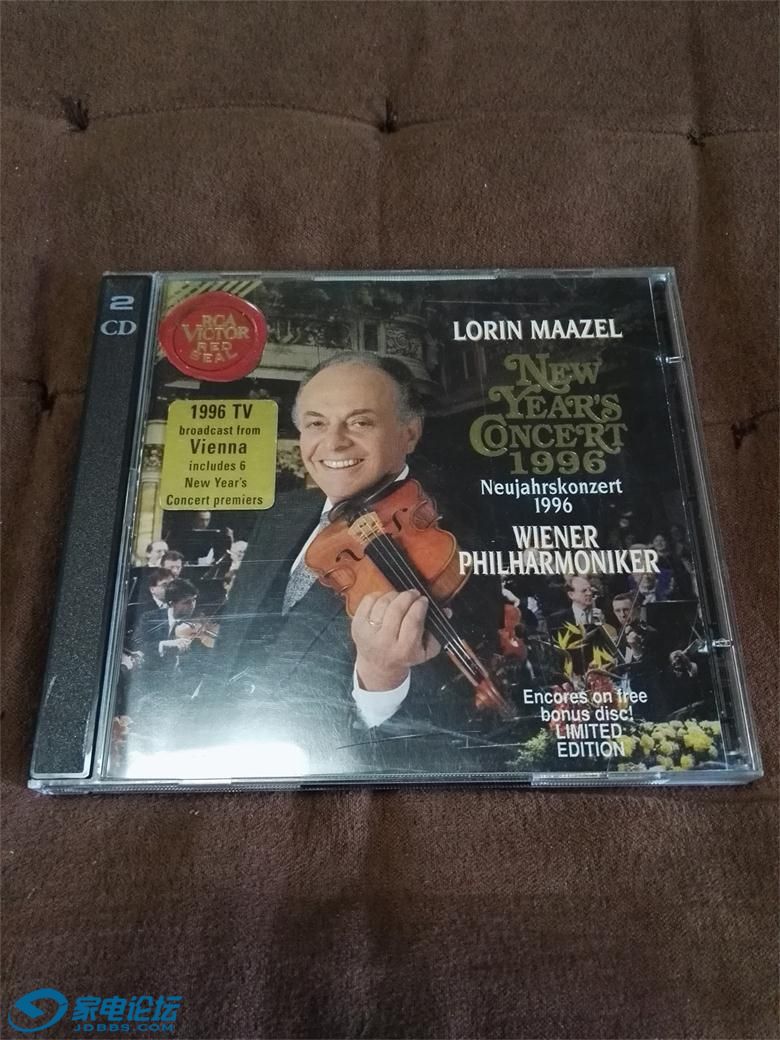 2
CD
RCA
VICTOR
RED
SEAL
1996 TV
broadcast from
Vienna
includes 6
New Year's
Concert premiers
LORIN MAAZEL
NEW
YEAR'S
CONCERT
1996
Neujahrskonzert
1996
WIENER
PHILHARMONIKER
Encores on free
bonus disc!
LIMITED
EDITION
家电论坛
JDBBS.COM